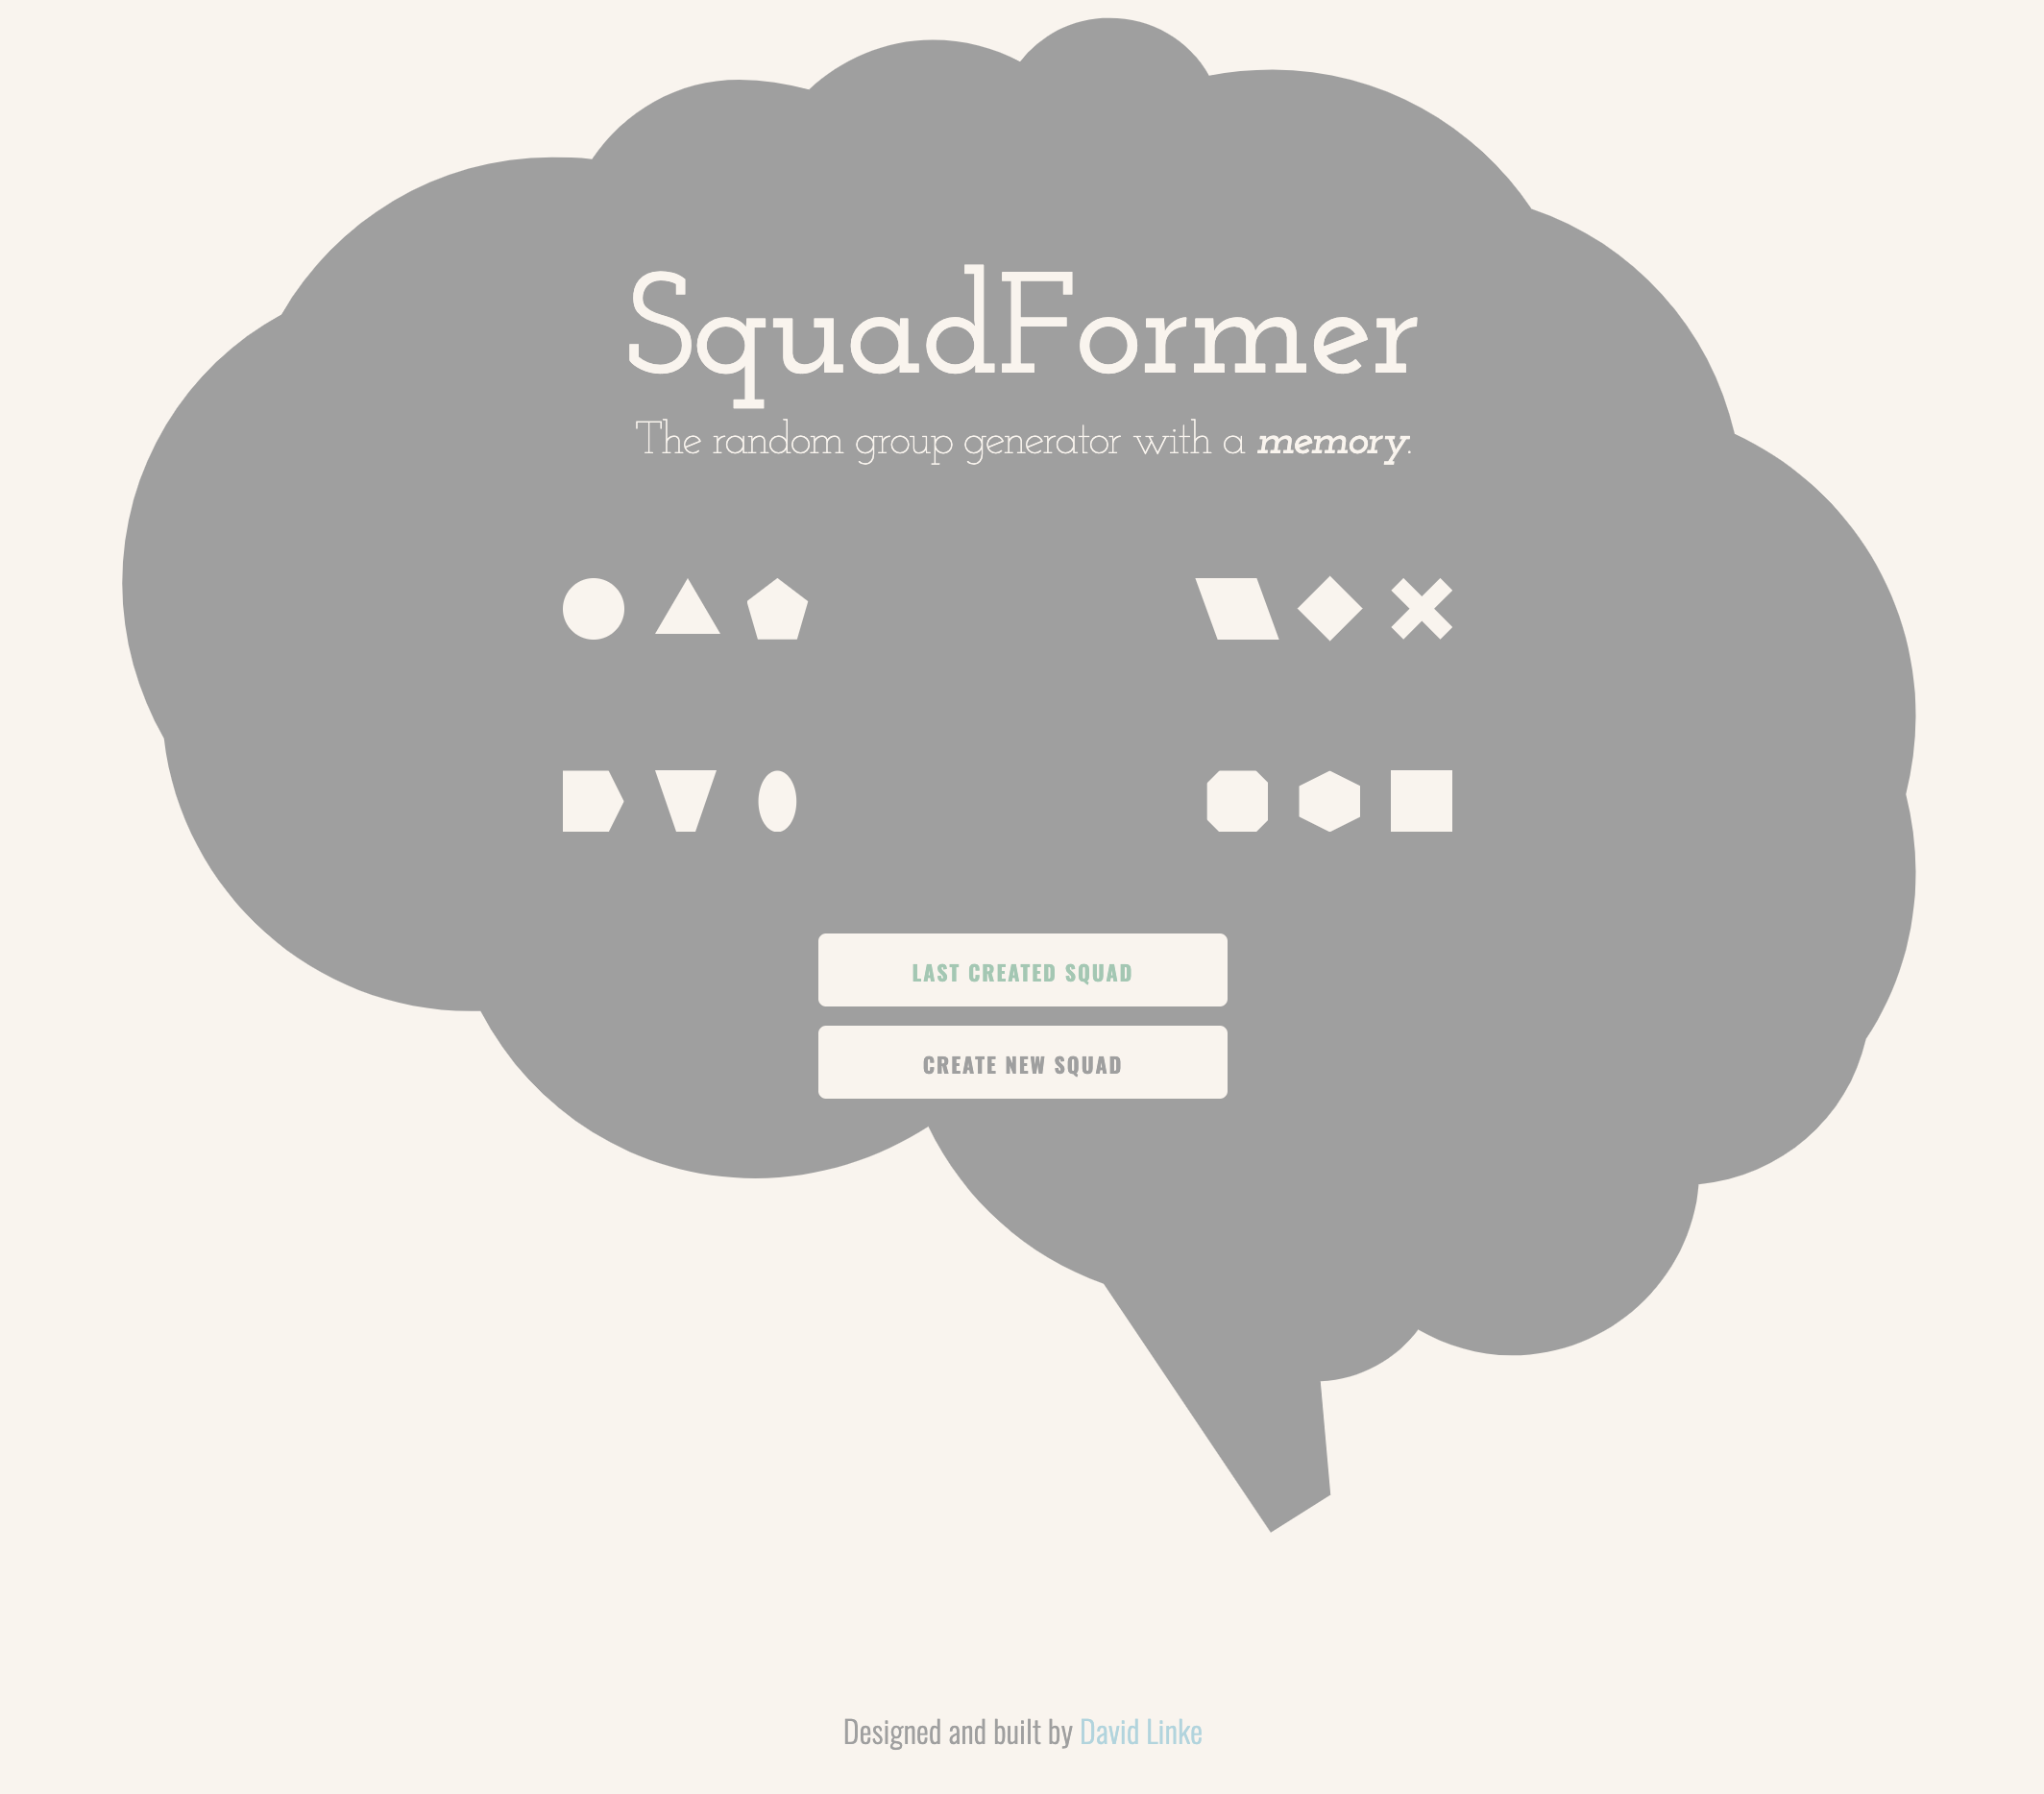 SquadFormer
The random group generator with a memory.
LAST CREATED SQUAD
CREATE NEW SQUAD
Designed and built by David Linke